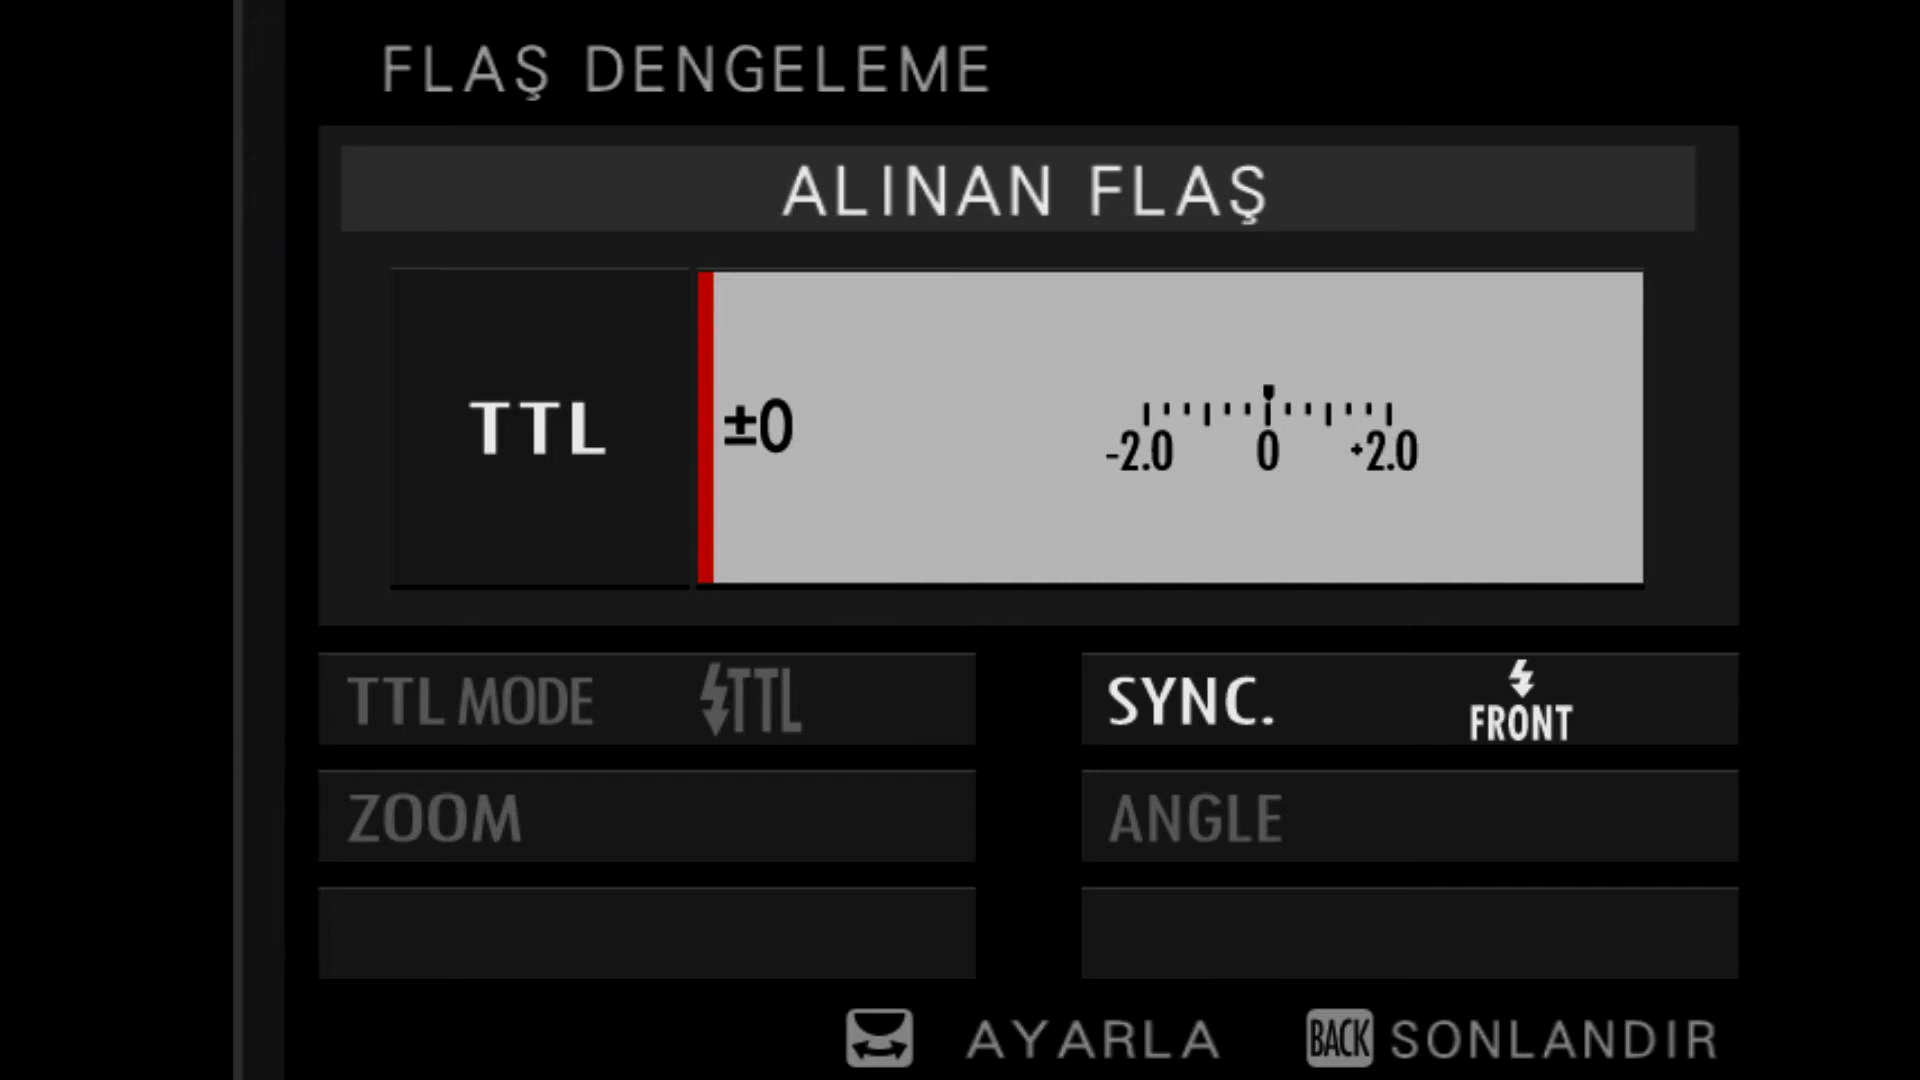 FLAŞ DENGELEME
ALINAN FLAŞ
TTL ±0
-2.0 0 +2.0
TTL MODE TTL SYNC. FRONT
ZOOM ANGLE
AYARLA BACK SONLANDIR